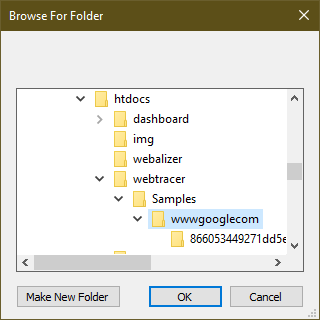 Browse For Folder
htdocs
dashboard
img
webalizer
webtracer
Samples
wwwgooglecom
866053449271dd5e
Make New Folder
OK
Cancel